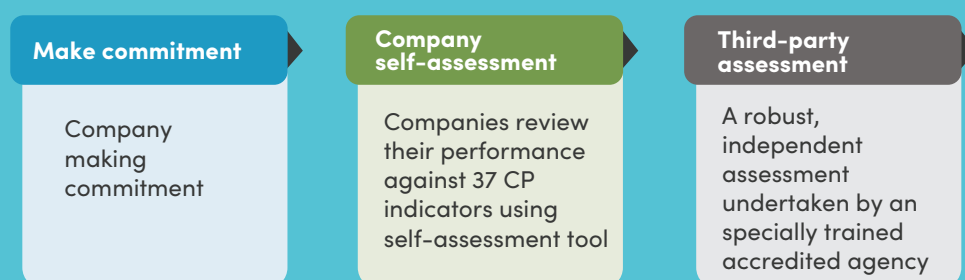 Make commitment
Company
making
commitment
Company
self-assessment
Companies review
their performance
against 37 CP
indicators using
self-assessment tool
Third-party
assessment
A robust,
independent
assessment
undertaken by an
specially trained
accredited agency